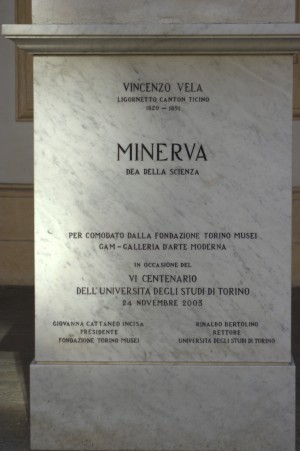 VINCENZO VELA
LIGORNETTO CANTON TICINO
1820 - 1891
MINERVA
DEA DELLA SCIENZA
PER COMODATO DALLA FONDAZIONE TORINO MUSEI
GAM - GALLERIA D'ARTE MODERNA
IN OCCASIONE DEL
VI CENTENARIO
DELL'UNIVERSITÀ DEGLI STUDI DI TORINO
24 NOVEMBRE 2003
GIOVANNA CATTANEO INCISA
PRESIDENTE
FONDAZIONE TORINO MUSEI
RINALDO BERTOLINO
RETTORE
UNIVERSITÀ DEGLI STUDI DI TORINO